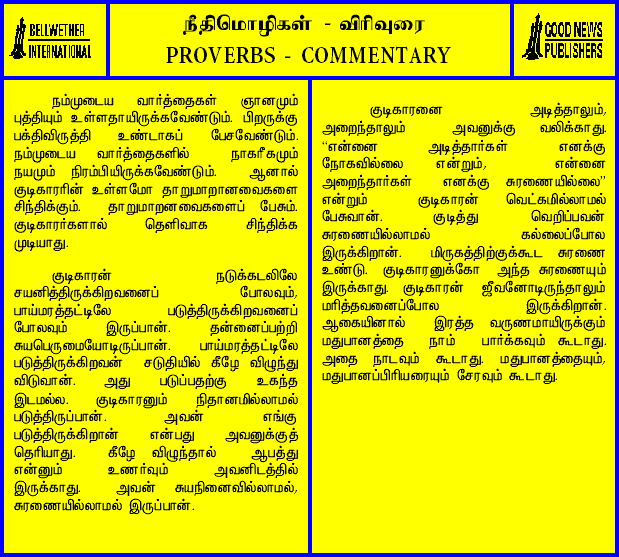 BELLWETHER
INTERNATIONAL
நீதிமொழிகள் - விரிவுரை
PROVERBS - COMMENTARY
GOOD NEWS
PUBLISHERS
நம்முடைய வார்த்தைகள் ஞானமும்
புத்தியும் உள்ளதாயிருக்கவேண்டும். பிறருக்கு
பக்திவிருத்தி உண்டாகப் பேசவேண்டும்.
நம்முடைய வார்த்தைகளில் நாகரீகமும்
நயமும் நிரம்பியிருக்கவேண்டும். ஆனால்
குடிகாரரின் உள்ளமோ தாறுமாறானவைகளை
சிந்திக்கும். தாறுமாறானவைகளைப் பேசும்.
குடிகாரர்களால் தெளிவாக சிந்திக்க
முடியாது.
குடிகாரன் நடுக்கடலிலே
சயனித்திருக்கிறவனைப் போலவும்,
பாய்மரத்தட்டிலே படுத்திருக்கிறவனைப்
போலவும் இருப்பான். தன்னைப்பற்றி
சுயபெருமையோடிருப்பான். பாய்மரத்தட்டிலே
படுத்திருக்கிறவன் சடுதியில் கீழே விழுந்து
விடுவான். அது படுப்பதற்கு உகந்த
இடமல்ல. குடிகாரனும் நிதானமில்லாமல்
படுத்திருப்பான். அவன் எங்கு
படுத்திருக்கிறான் என்பது அவனுக்குத்
தெரியாது. கீழே விழுந்தால் ஆபத்து
என்னும் உணர்வும் அவனிடத்தில்
இருக்காது. அவன் சுயநினைவில்லாமல்,
சுரணையில்லாமல் இருப்பான்.
குடிகாரனை அடித்தாலும்,
அறைந்தாலும் அவனுக்கு வலிக்காது.
“என்னை அடித்தார்கள் எனக்கு
நோகவில்லை என்றும், என்னை
அறைந்தார்கள் எனக்கு சுரணையில்லை”
என்றும் குடிகாரன் வெட்கமில்லாமல்
பேசுவான். குடித்து வெறிப்பவன்
சுரணையில்லாமல் கல்லைப்போல
இருக்கிறான். மிருகத்திற்குக்கூட சுரணை
உண்டு. குடிகாரனுக்கோ அந்த சுரணையும்
இருக்காது. குடிகாரன் ஜீவனோடிருந்தாலும்
மரித்தவனைப்போல இருக்கிறான்.
ஆகையினால் இரத்த வருணமாயிருக்கும்
மதுபானத்தை நாம் பார்க்கவும் கூடாது.
அதை நாடவும் கூடாது. மதுபானத்தையும்,
மதுபானப்பிரியரையும் சேரவும் கூடாது.